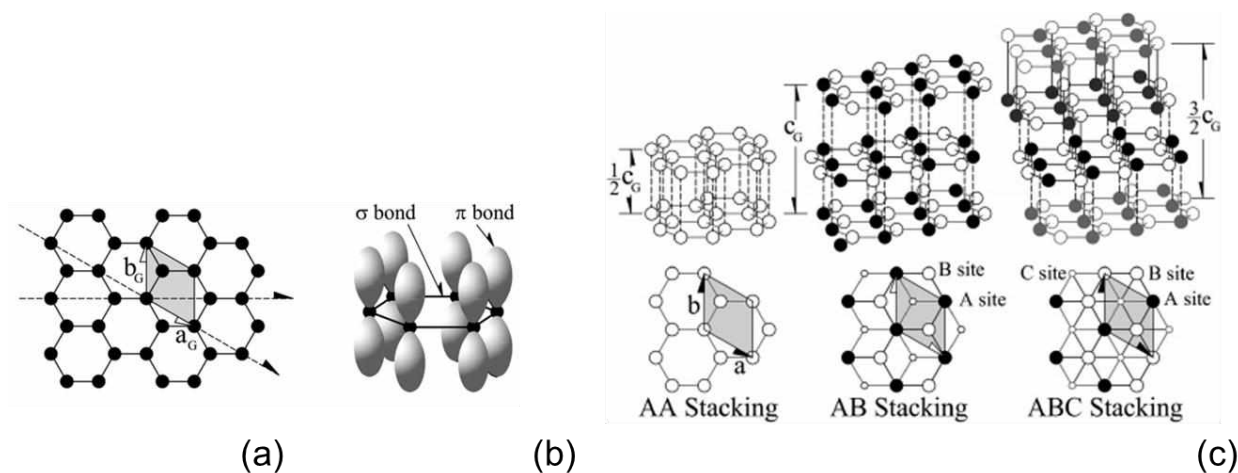 b_G
a_G
(a)
σ bond
π bond
(b)
1/2 c_G
c_G
3/2 c_G
b
a
AA Stacking
B site
A site
AB Stacking
C site
B site
A site
ABC Stacking
(c)